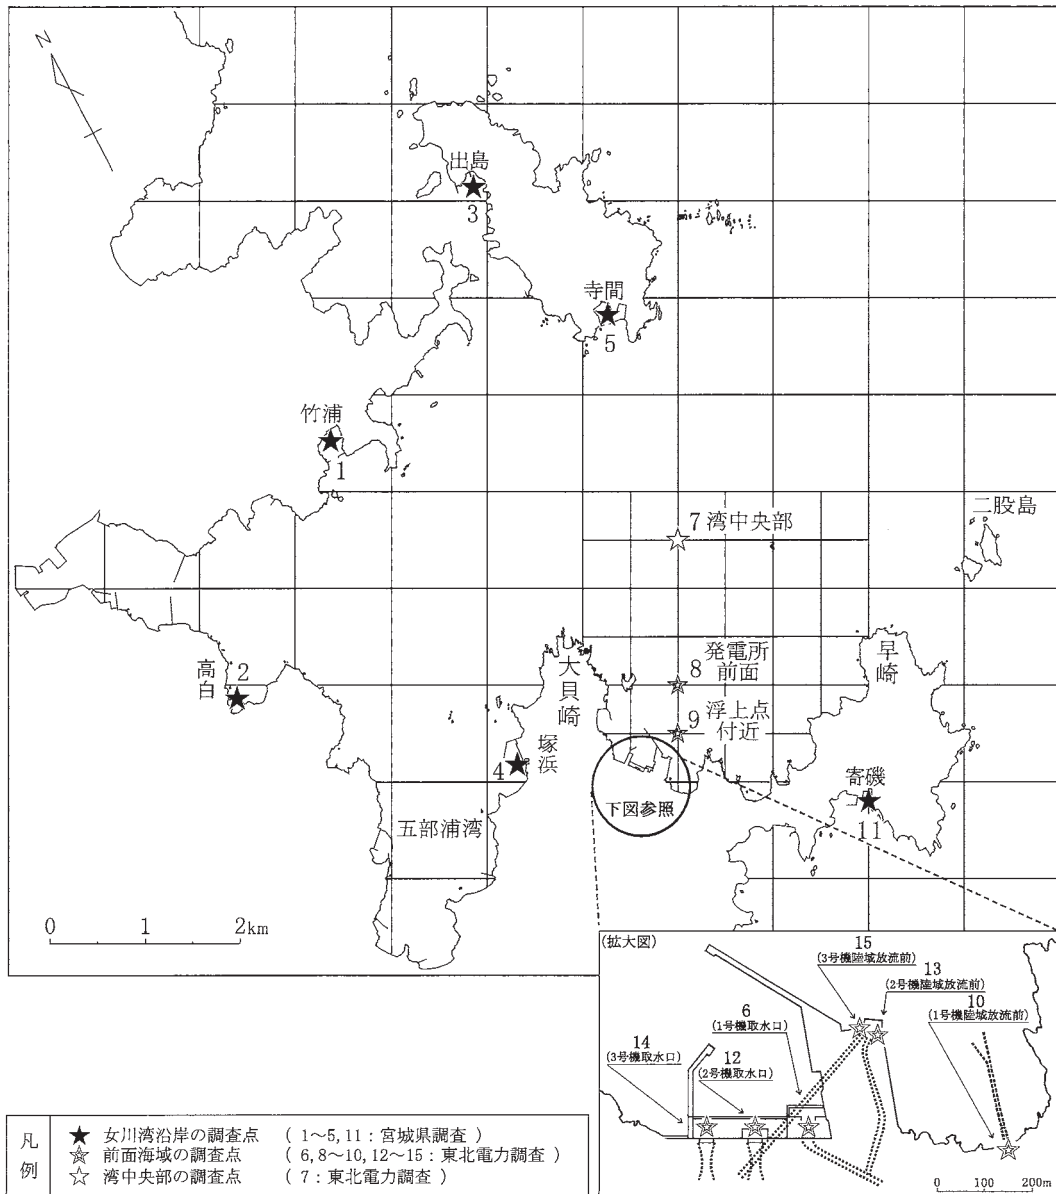 N
出島
3
寺間
5
竹浦
1
7 湾中央部
二股島
高白
2
大貝崎
8 発電所
前面
早崎
9 浮上点
付近
塚浜
4
寄磯
11
下図参照
五部浦湾
0 1 2km
(拡大図)
15
(3号機陸域放流前)
13
(2号機陸域放流前)
10
(1号機陸域放流前)
6
(1号機取水口)
14
(3号機取水口)
12
(2号機取水口)
0 100 200m
凡例
★ 女川湾沿岸の調査点 ( 1~5, 11 : 宮城県調査 )
前面海域の調査点 ( 6, 8~10, 12~15 : 東北電力調査 )
☆ 湾中央部の調査点 ( 7 : 東北電力調査 )